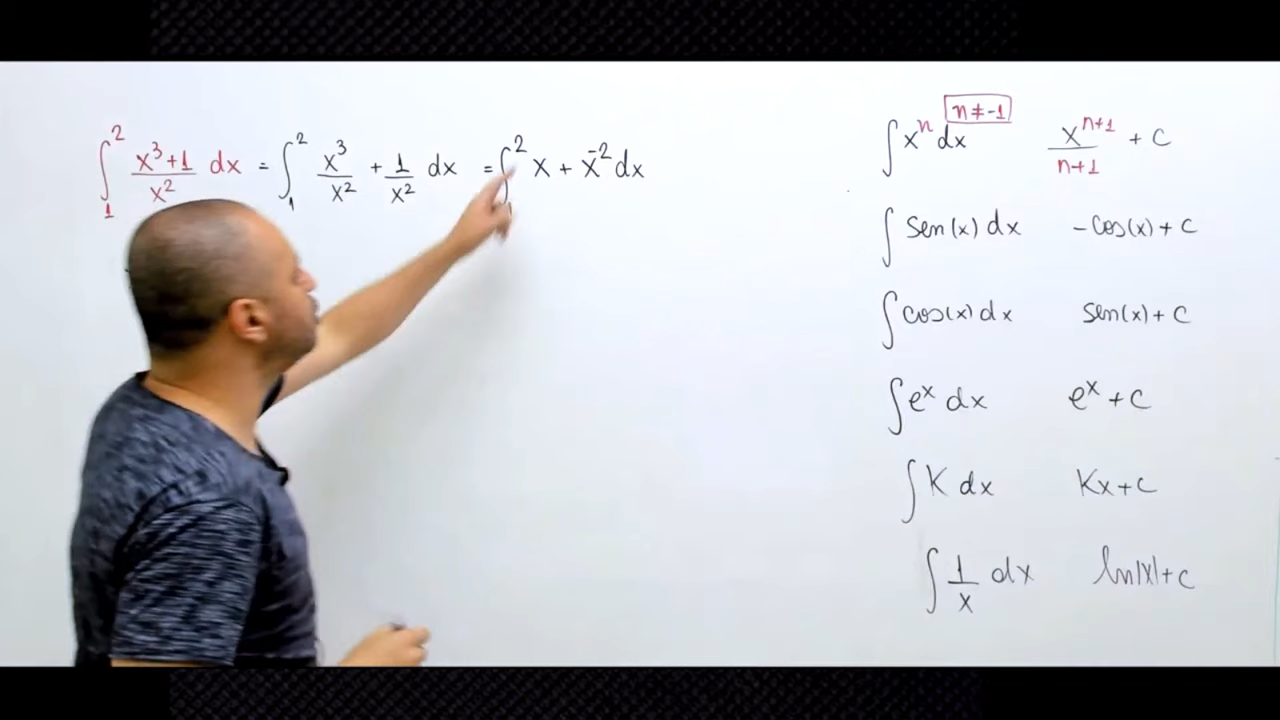 ∫₁² (x³+1)/x² dx = ∫₁² x³/x² + 1/x² dx = ∫² x + x⁻² dx
∫xⁿ dx n≠-1 xⁿ⁺¹/n+1 + C
∫ Sen(x) dx -Cos(x) + C
∫ cos(x) dx Sen(x) + C
∫ eˣ dx eˣ + C
∫ K dx Kx + C
∫ 1/x dx ln|x| + C